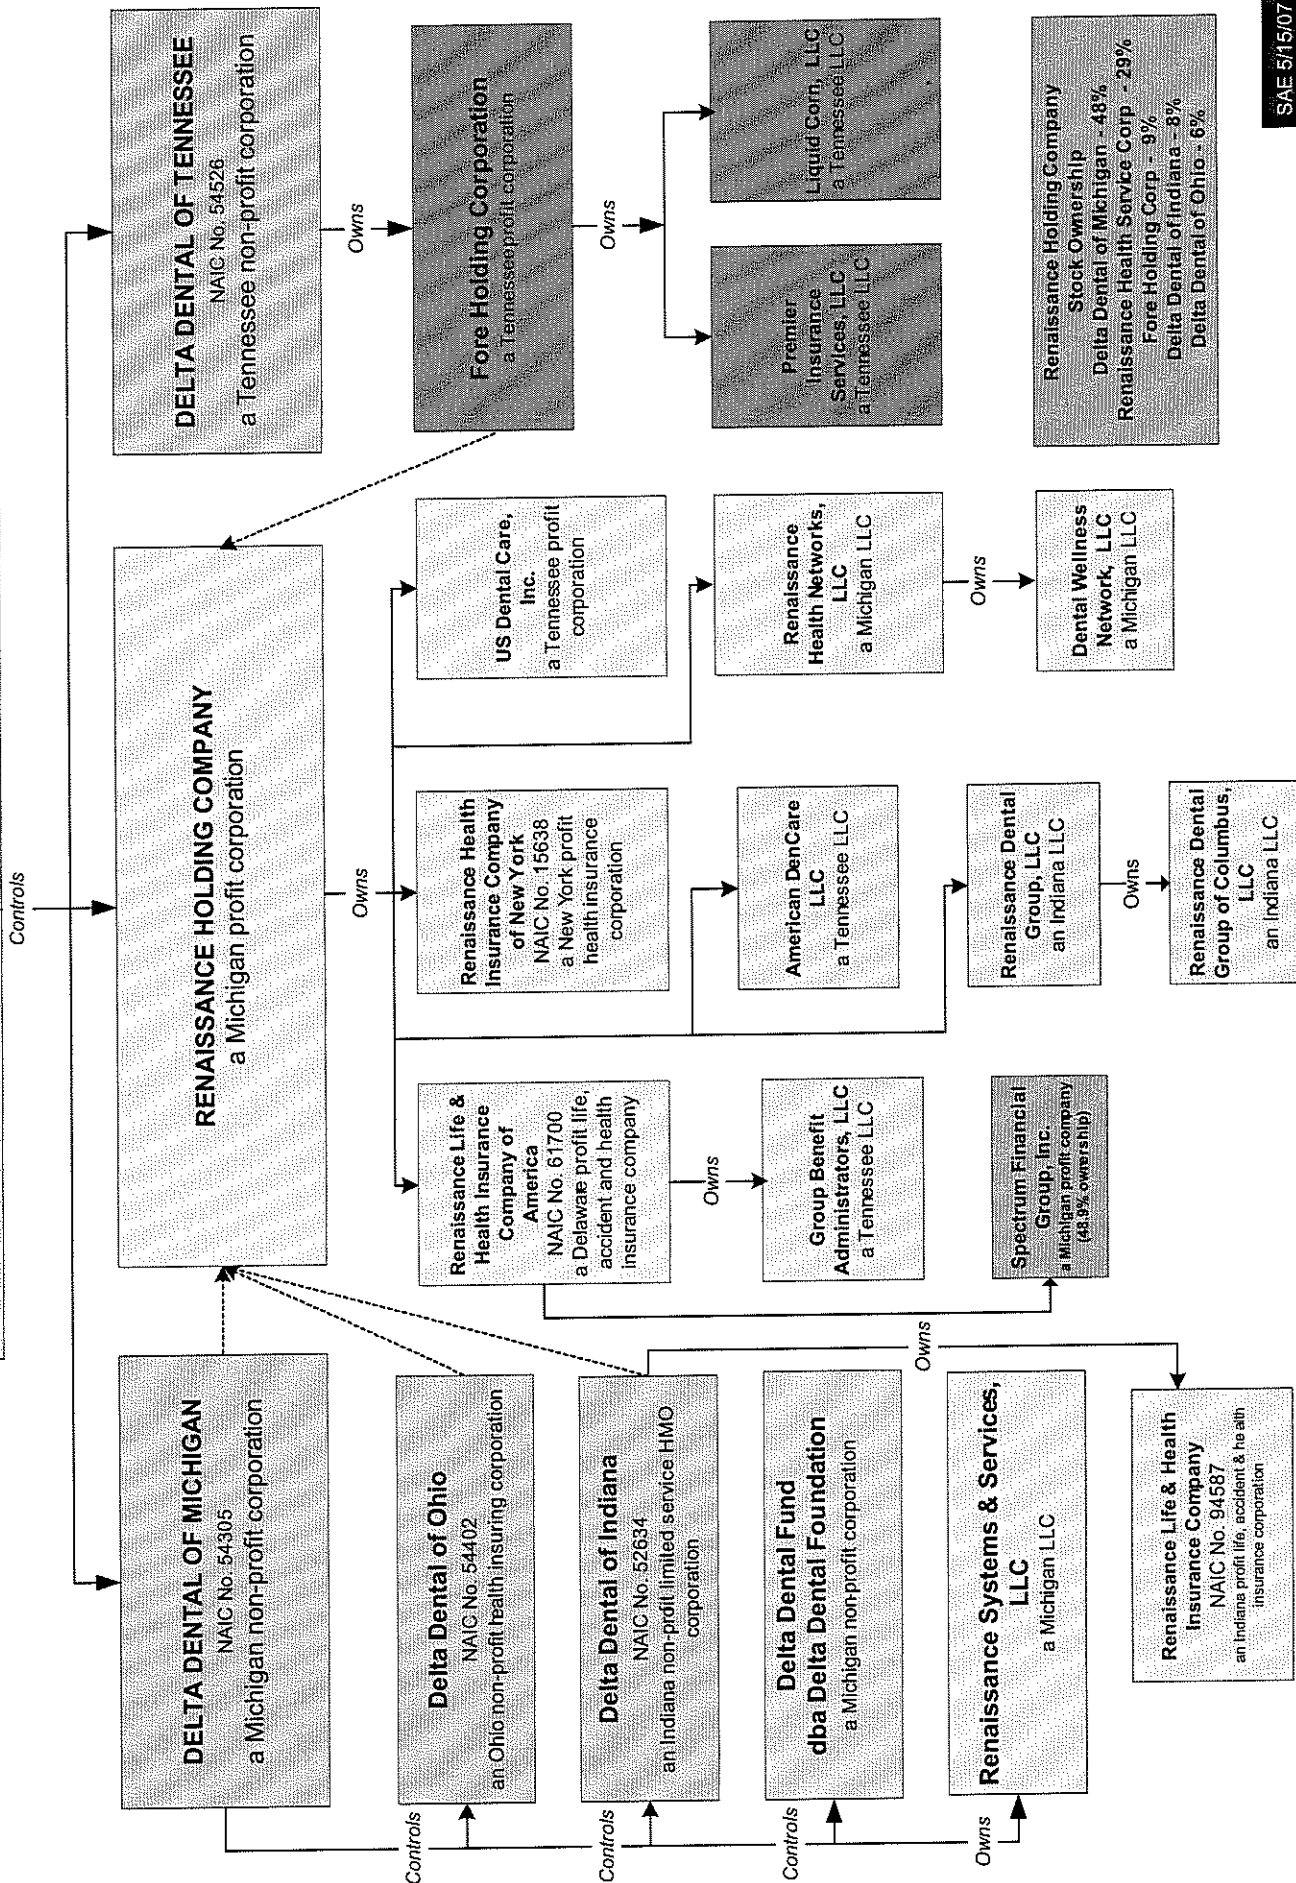 Controls
DELTA DENTAL OF MICHIGAN
NAIC No. 54305
a Michigan non-profit corporation
RENAISSANCE HOLDING COMPANY
a Michigan profit corporation
DELTA DENTAL OF TENNESSEE
NAIC No. 54526
a Tennessee non-profit corporation
Controls
Delta Dental of Ohio
NAIC No. 54402
an Ohio non-profit health insuring corporation
Controls
Delta Dental of Indiana
NAIC No. 52634
an Indiana non-profit limited service HMO
corporation
Controls
Delta Dental Fund
dba Delta Dental Foundation
a Michigan non-profit corporation
Owns
Renaissance Systems & Services,
LLC
a Michigan LLC
Owns
Renaissance Life & Health
Insurance Company
NAIC No. 94587
an Indiana profit life, accident & health
insurance corporation
Owns
Renaissance Life &
Health Insurance
Company of
America
NAIC No. 61700
a Delaware profit life,
accident and health
insurance company
Owns
Group Benefit
Administrators, LLC
a Tennessee LLC
Spectrum Financial
Group, Inc.
a Michigan profit company
(48.9% ownership)
Renaissance Health
Insurance Company
of New York
NAIC No. 15638
a New York profit
health insurance
corporation
American DenCare
LLC
a Tennessee LLC
Renaissance Dental
Group, LLC
an Indiana LLC
Owns
Renaissance Dental
Group of Columbus,
LLC
an Indiana LLC
US Dental Care,
Inc.
a Tennessee profit
corporation
Renaissance
Health Networks,
LLC
a Michigan LLC
Owns
Dental Wellness
Network, LLC
a Michigan LLC
Owns
Fore Holding Corporation
a Tennessee profit corporation
Owns
Premier
Insurance
Services, LLC
a Tennessee LLC
Liquid Corn, LLC
a Tennessee LLC
Renaissance Holding Company
Stock Ownership
Delta Dental of Michigan - 48%
Renaissance Health Service Corp - 29%
Fore Holding Corp - 9%
Delta Dental of Indiana - 8%
Delta Dental of Ohio - 6%
SAE 5/15/07